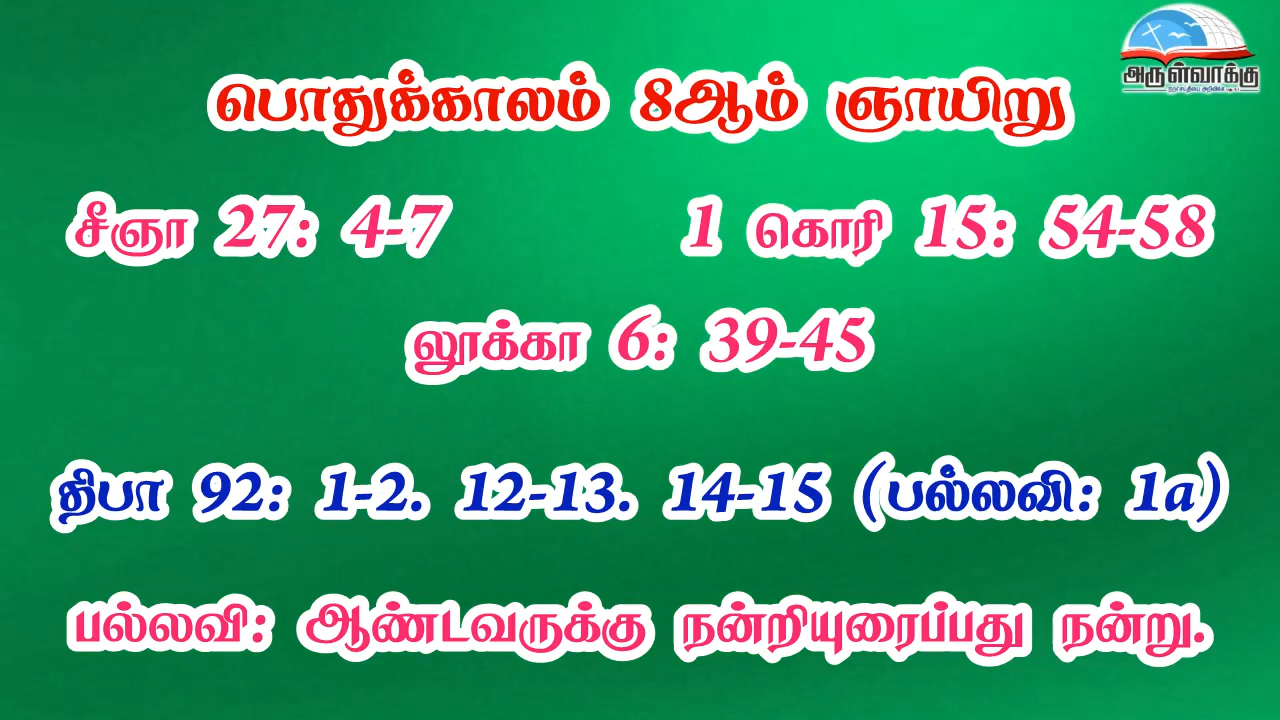 அருள்வாக்கு
பொதுக்காலம் 8ஆம் ஞாயிறு
சீஞா 27: 4-7 1 கொரி 15: 54-58
லூக்கா 6: 39-45
திபா 92: 1-2. 12-13. 14-15 (பல்லவி: 1a)
பல்லவி: ஆண்டவருக்கு நன்றியுரைப்பது நன்று.